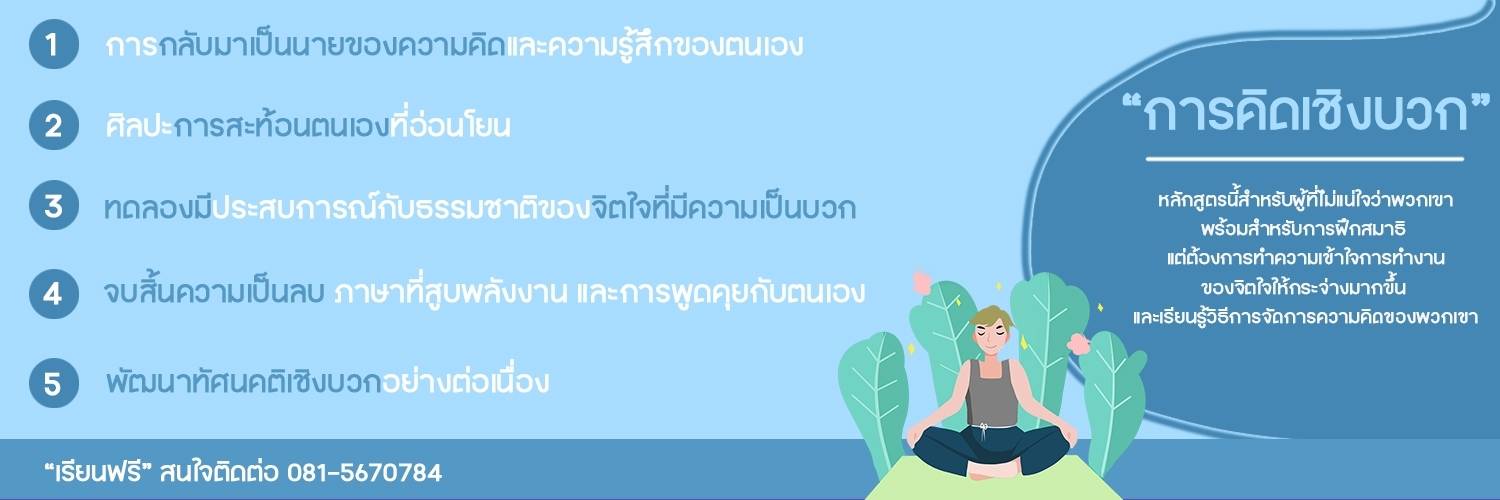 1 การกลับมาเป็นนายของความคิดและความรู้สึกของตนเอง
2 ศิลปะการสะท้อนตนเองที่อ่อนโยน
3 ทดลองมีประสบการณ์กับธรรมชาติของจิตใจที่มีความเป็นบวก
4 จบสิ้นความเป็นลบ ภาษาที่สูบพลังงาน และการพูดคุยกับตนเอง
5 พัฒนาทัศนคติเชิงบวกอย่างต่อเนื่อง
“เรียนฟรี” สนใจติดต่อ 081-5670784
“การคิดเชิงบวก”
หลักสูตรนี้สำหรับผู้ที่ไม่แน่ใจว่าพวกเขา
พร้อมสำหรับการฝึกสมาธิ
แต่ต้องการทำความเข้าใจการทำงาน
ของจิตใจให้กระจ่างมากขึ้น
และเรียนรู้วิธีการจัดการความคิดของพวกเขา